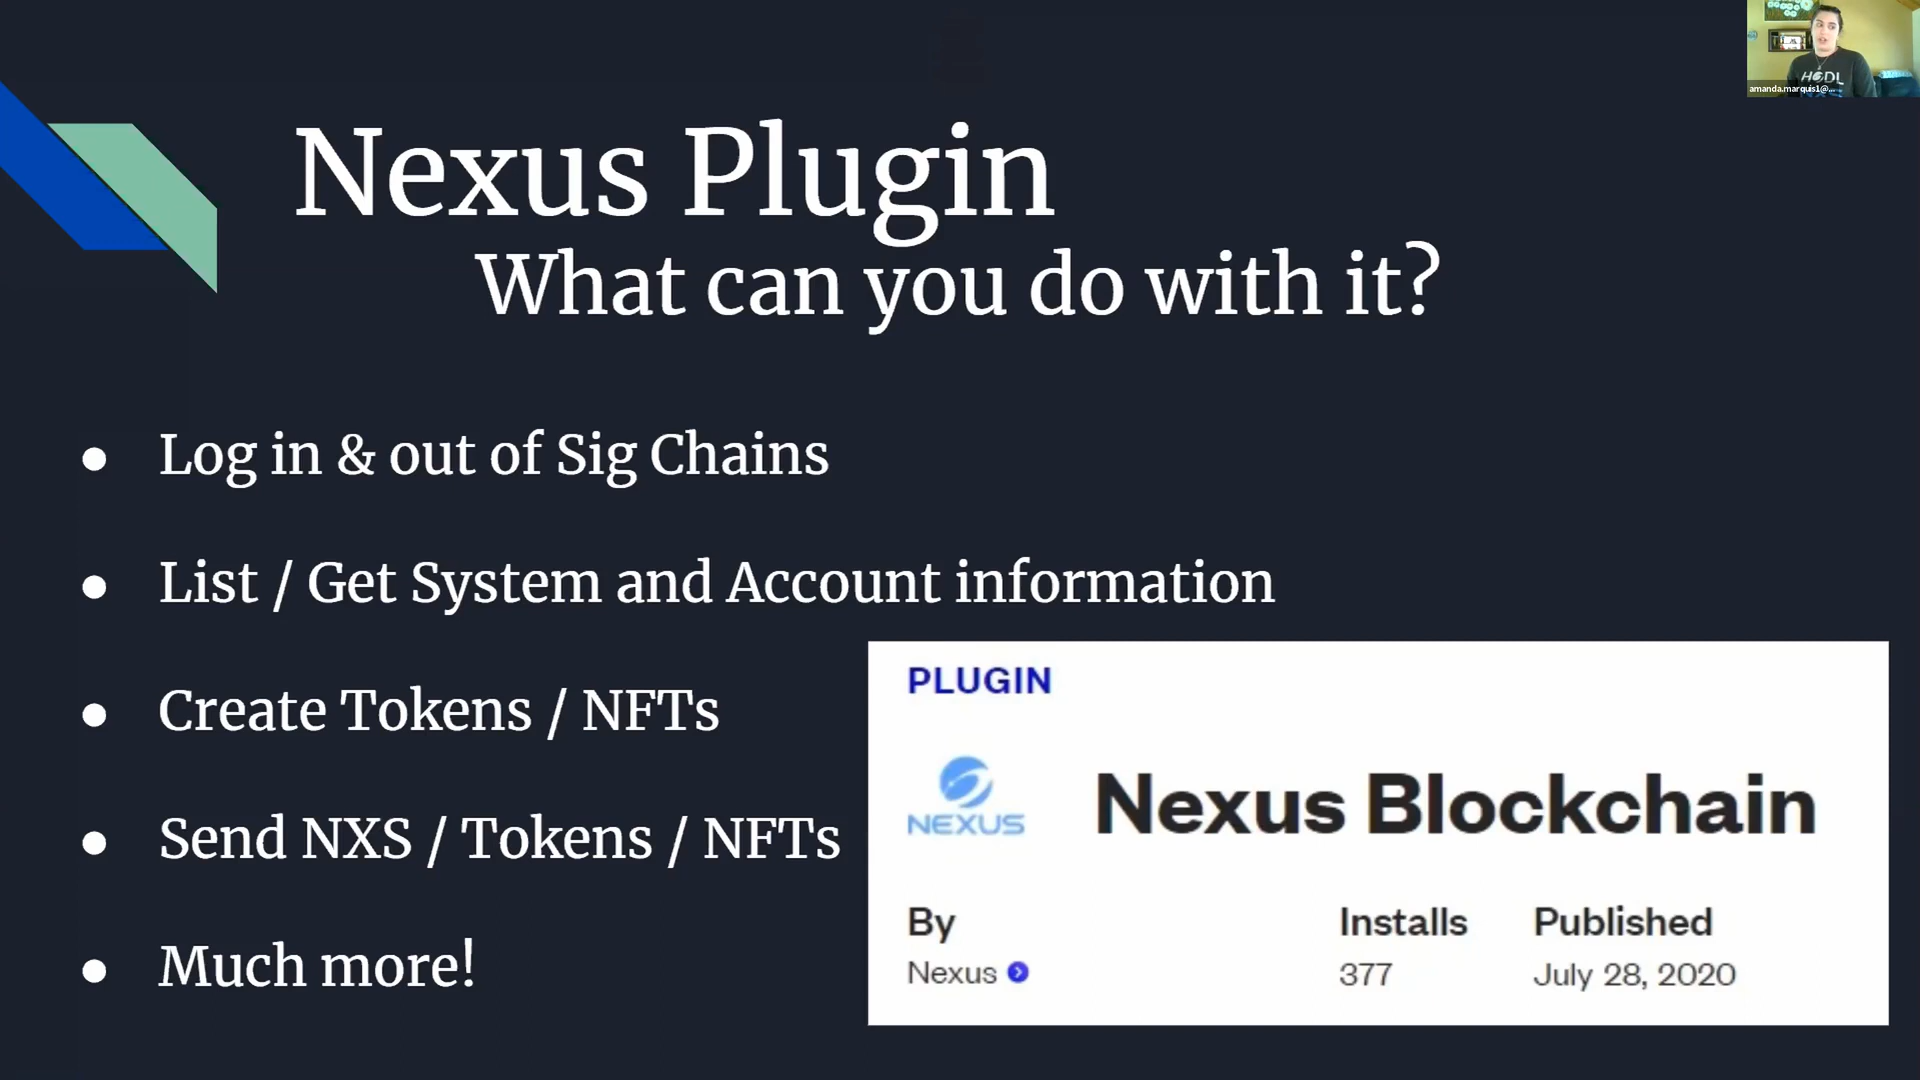 Nexus Plugin
What can you do with it?
● Log in & out of Sig Chains
● List / Get System and Account information
● Create Tokens / NFTs
● Send NXS / Tokens / NFTs
● Much more!
PLUGIN
NEXUS
Nexus Blockchain
By Installs Published
Nexus 377 July 28, 2020
HODL
amanda.marquis1@...